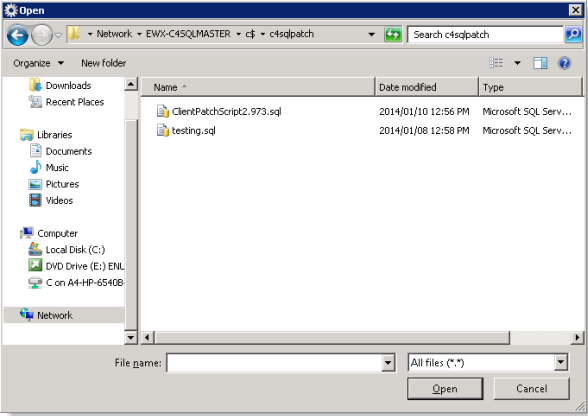 Open
Network EWX-C4SQLMASTER c$ c4sqlpatch Search c4sqlpatch
Organize New folder
Downloads
Recent Places
Libraries
Documents
Music
Pictures
Videos
Computer
Local Disk (C:)
DVD Drive (E:) ENU
C on A4-HP-6540B-
Network
Name Date modified Type
ClientPatchScript2.973.sql 2014/01/10 12:56 PM Microsoft SQL Serv...
testing.sql 2014/01/08 12:58 PM Microsoft SQL Serv...
File name: All files (*.*)
Open Cancel